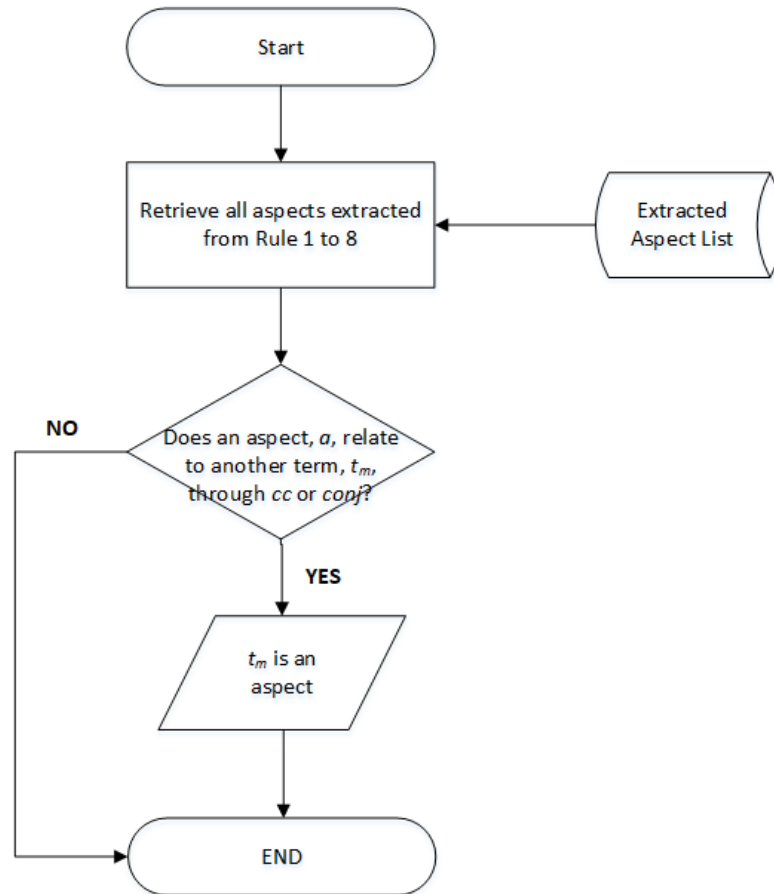 Start
Retrieve all aspects extracted
from Rule 1 to 8
Extracted
Aspect List
NO
Does an aspect, a, relate
to another term, tm,
through cc or conj?
YES
tm is an
aspect
END